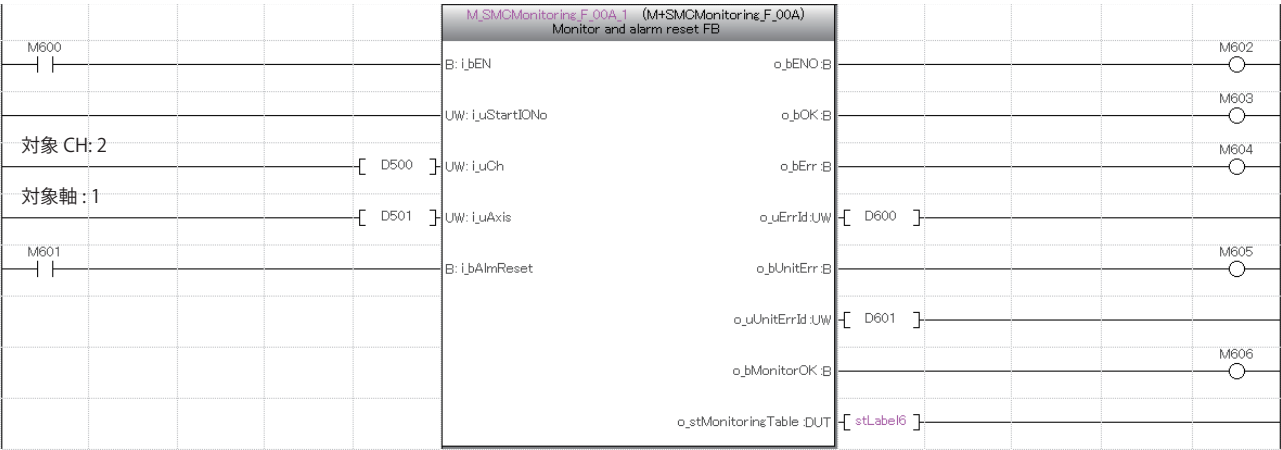 M_SMCMonitoring_F_00A_1 (M+SMCMonitoring_F_00A)
Monitor and alarm reset FB
M600
B: i_bEN
o_bENO:B
M602
UW: i_uStartIONo
o_bOK:B
M603
対象 CH: 2
D500
UW: i_uCh
o_bErr:B
M604
対象軸 : 1
D501
UW: i_uAxis
o_uErrId:UW
D600
M601
B: i_bAlmReset
o_bUnitErr:B
M605
o_uUnitErrId:UW
D601
o_bMonitorOK:B
M606
o_stMonitoringTable :DUT
stLabel6